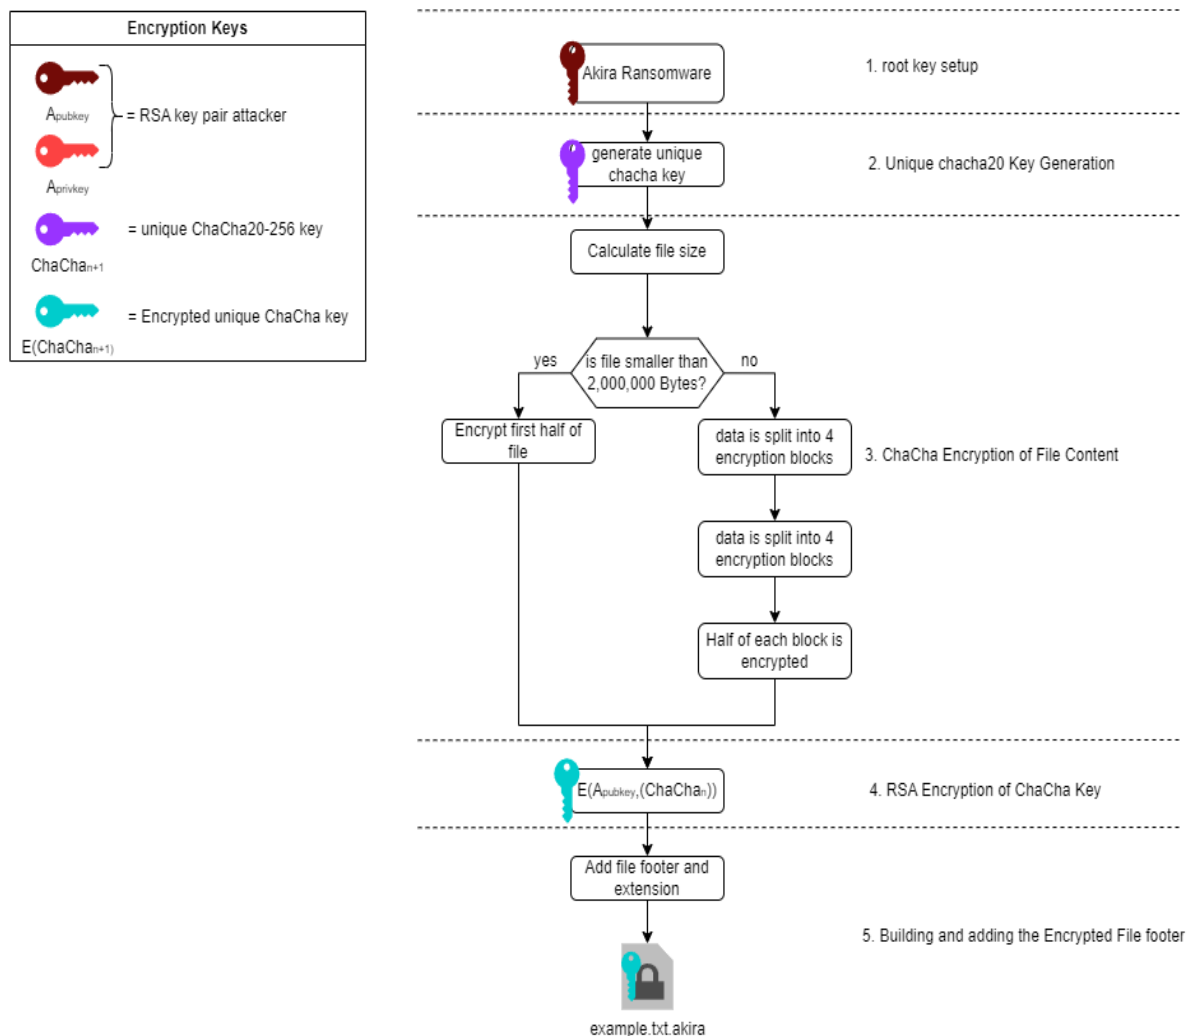 Encryption Keys
Apubkey
= RSA key pair attacker
Aprivkey
= unique ChaCha20-256 key
ChaChan+1
= Encrypted unique ChaCha key
E(ChaChan+1)
Akira Ransomware
1. root key setup
generate unique
chacha key
2. Unique chacha20 Key Generation
Calculate file size
yes
is file smaller than
2,000,000 Bytes?
no
Encrypt first half of
file
data is split into 4
encryption blocks
3. ChaCha Encryption of File Content
data is split into 4
encryption blocks
Half of each block is
encrypted
E(Apubkey,(ChaChan))
4. RSA Encryption of ChaCha Key
Add file footer and
extension
5. Building and adding the Encrypted File footer
example.txt.akira